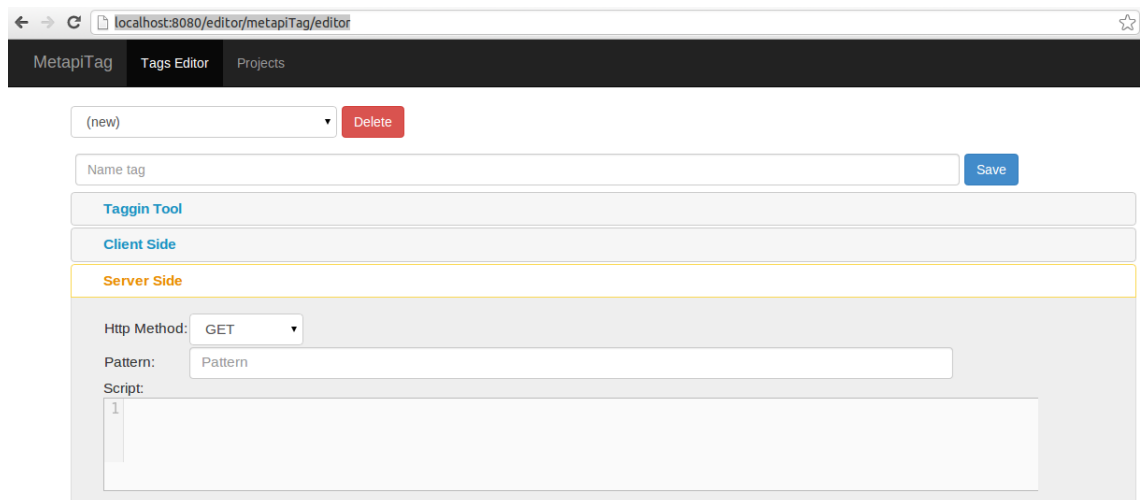 localhost:8080/editor/metapiTag/editor
MetapiTag Tags Editor Projects
(new) Delete
Name tag Save
Taggin Tool
Client Side
Server Side
Http Method: GET
Pattern: Pattern
Script:
1